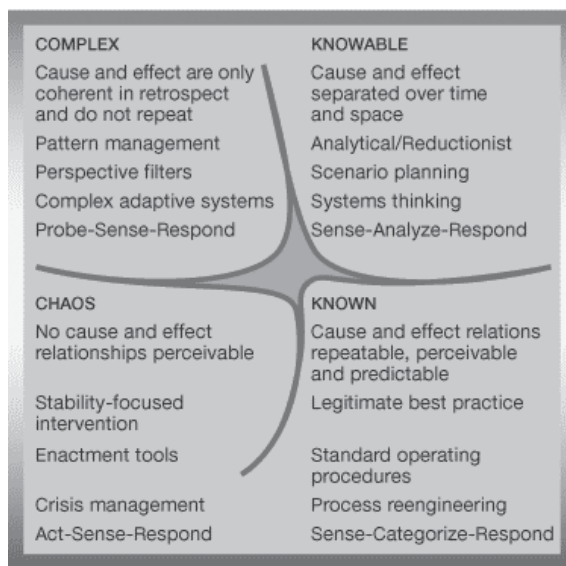 COMPLEX
Cause and effect are only
coherent in retrospect
and do not repeat
Pattern management
Perspective filters
Complex adaptive systems
Probe-Sense-Respond
KNOWABLE
Cause and effect
separated over time
and space
Analytical/Reductionist
Scenario planning
Systems thinking
Sense-Analyze-Respond
CHAOS
No cause and effect
relationships perceivable
Stability-focused
intervention
Enactment tools
Crisis management
Act-Sense-Respond
KNOWN
Cause and effect relations
repeatable, perceivable
and predictable
Legitimate best practice
Standard operating
procedures
Process reengineering
Sense-Categorize-Respond